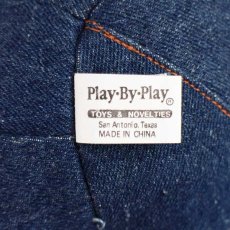 Play·By·Play®
TOYS & NOVELTIES
San Antonio, Texas
MADE IN CHINA